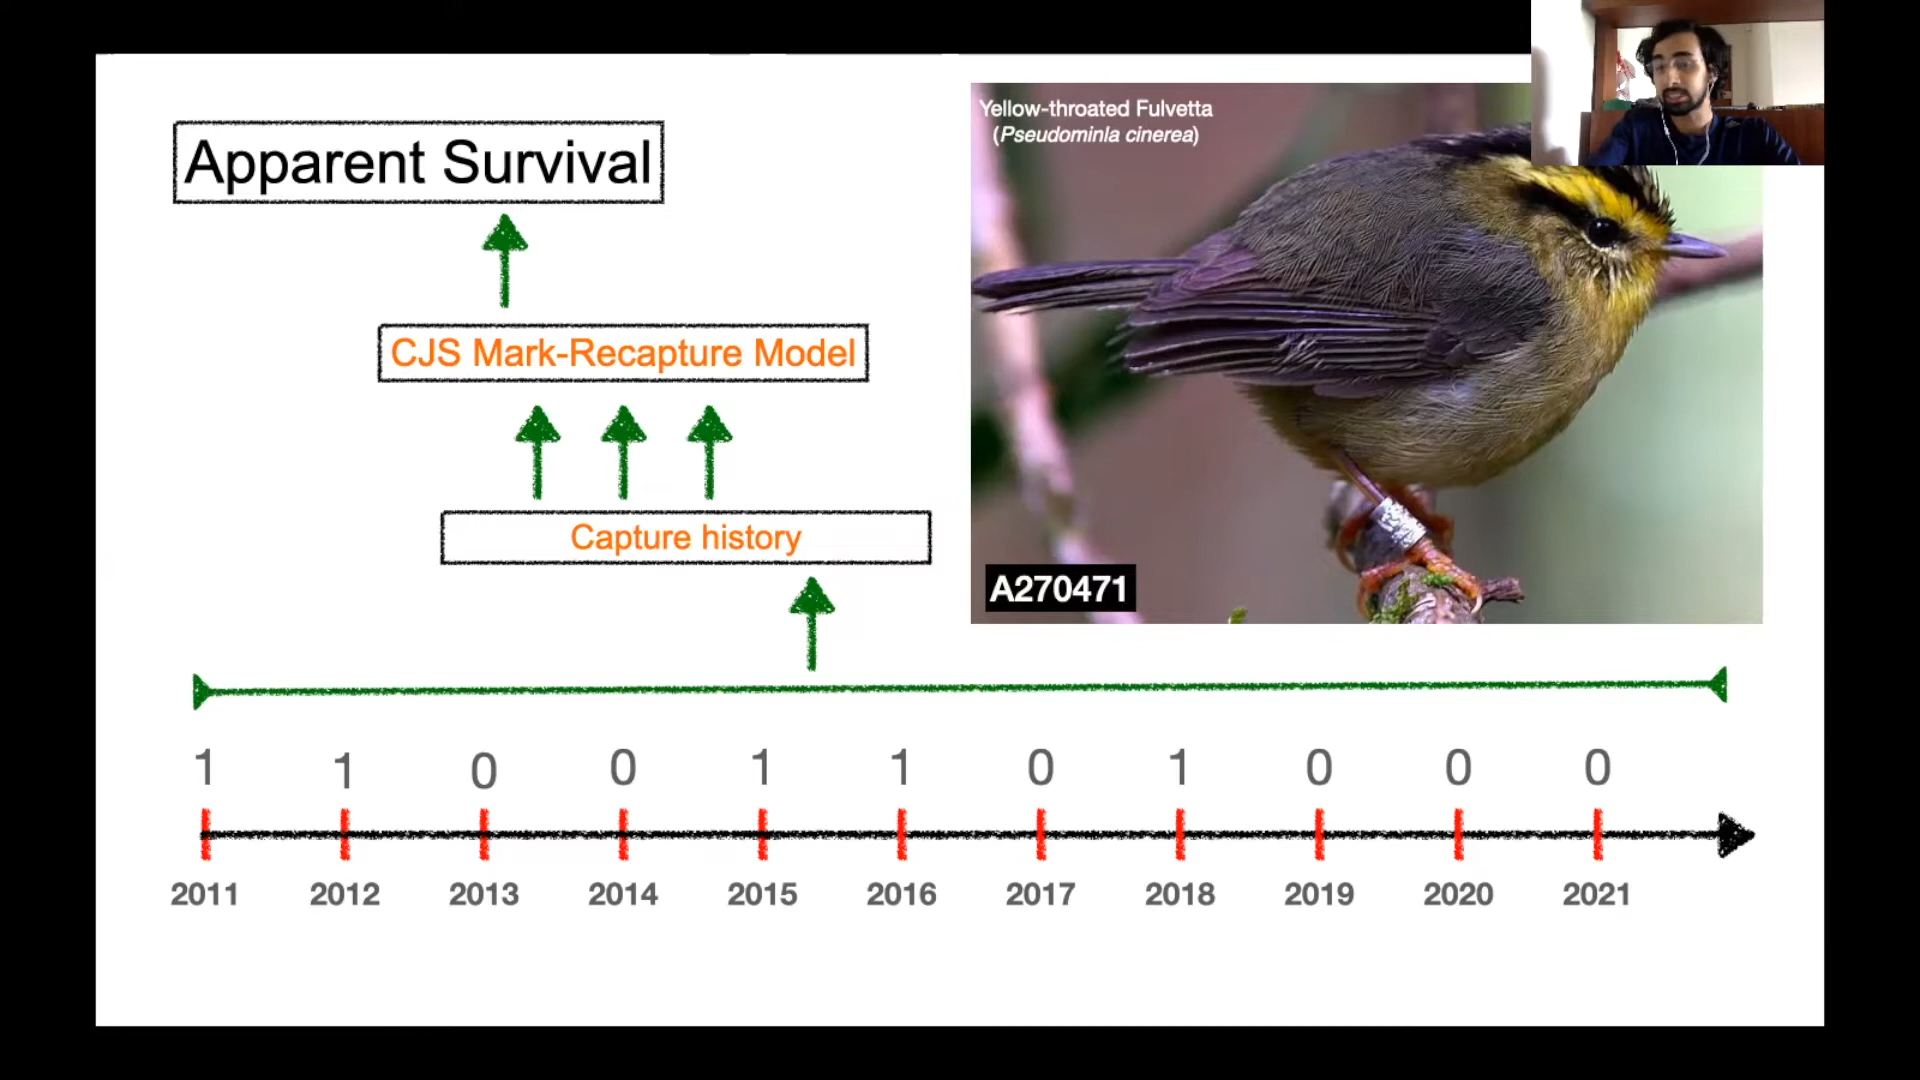 Apparent Survival
Yellow-throated Fulvetta
(Pseudominla cinerea)
CJS Mark-Recapture Model
Capture history
A270471
1 1 0 0 1 1 0 1 0 0 0
2011 2012 2013 2014 2015 2016 2017 2018 2019 2020 2021